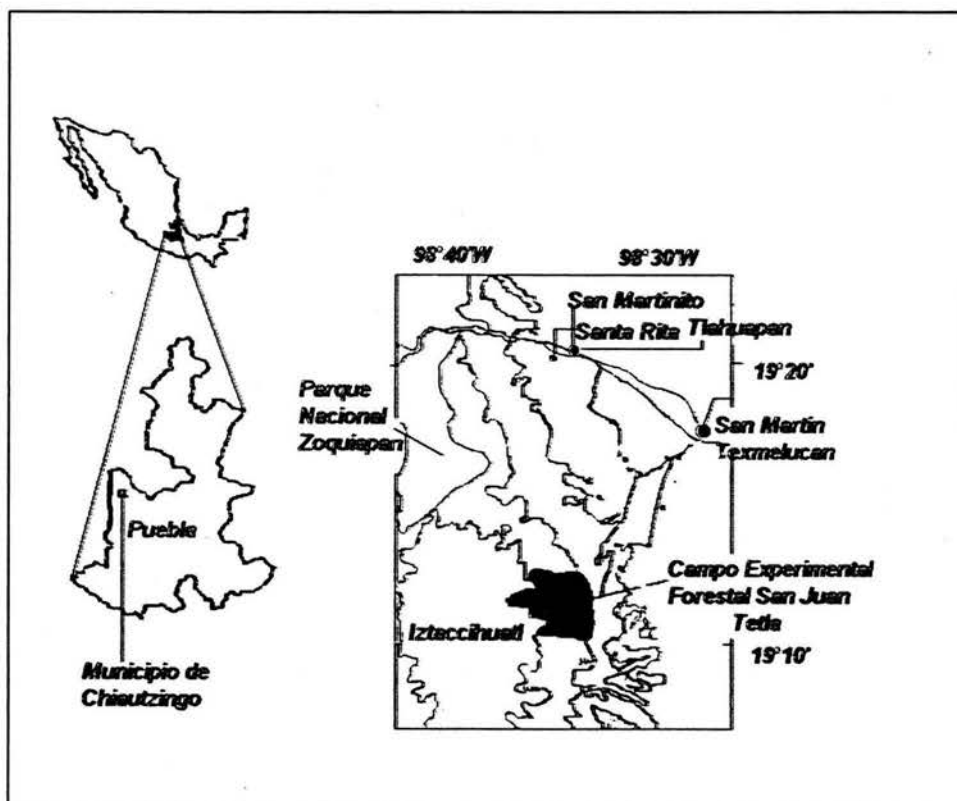 98°40'W
98°30'W
San Martinito
Santa Rita
Tlahuapan
19°20'
Parque
Nacional
Zoquiapan
San Martin
Texmelucan
Puebla
Campo Experimental
Forestal San Juan
Tetla
Iztaccihuatl
19°10'
Municipio de
Chiautzingo